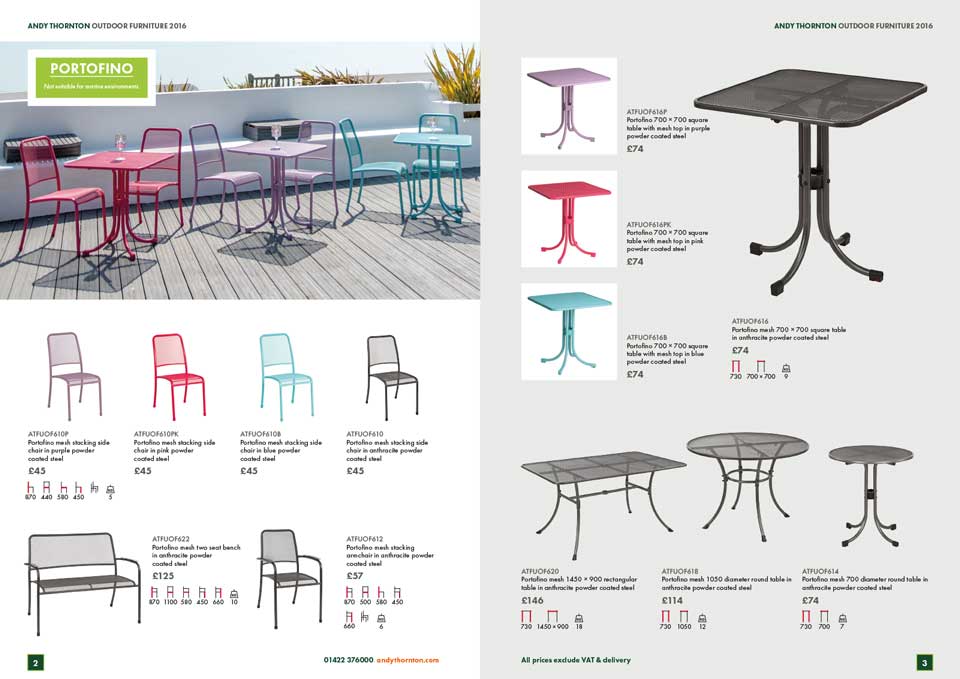 ANDY THORNTON OUTDOOR FURNITURE 2016
PORTOFINO
Not suitable for marine environments.
ATFUOF610P
Portofino mesh stacking side
chair in purple powder
coated steel
£45
870 440 580 450 5
ATFUOF610PK
Portofino mesh stacking side
chair in pink powder
coated steel
£45
ATFUOF610B
Portofino mesh stacking side
chair in blue powder
coated steel
£45
ATFUOF610
Portofino mesh stacking side
chair in anthracite powder
coated steel
£45
ATFUOF622
Portofino mesh two seat bench
in anthracite powder
coated steel
£125
870 1100 580 450 660 10
ATFUOF612
Portofino mesh stacking
arm-chair in anthracite powder
coated steel
£57
870 500 580 450
660 6
2
01422 376000 andythornton.com
ANDY THORNTON OUTDOOR FURNITURE 2016
ATFUOF616P
Portofino 700 × 700 square
table with mesh top in purple
powder coated steel
£74
ATFUOF616PK
Portofino 700 × 700 square
table with mesh top in pink
powder coated steel
£74
ATFUOF616B
Portofino 700 × 700 square
table with mesh top in blue
powder coated steel
£74
ATFUOF616
Portofino mesh 700 × 700 square table
in anthracite powder coated steel
£74
730 700 × 700 9
ATFUOF620
Portofino mesh 1450 × 900 rectangular
table in anthracite powder coated steel
£146
730 1450 × 900 18
ATFUOF618
Portofino mesh 1050 diameter round table in
anthracite powder coated steel
£114
730 1050 12
ATFUOF614
Portofino mesh 700 diameter round table in
anthracite powder coated steel
£74
730 700 7
All prices exclude VAT & delivery
3